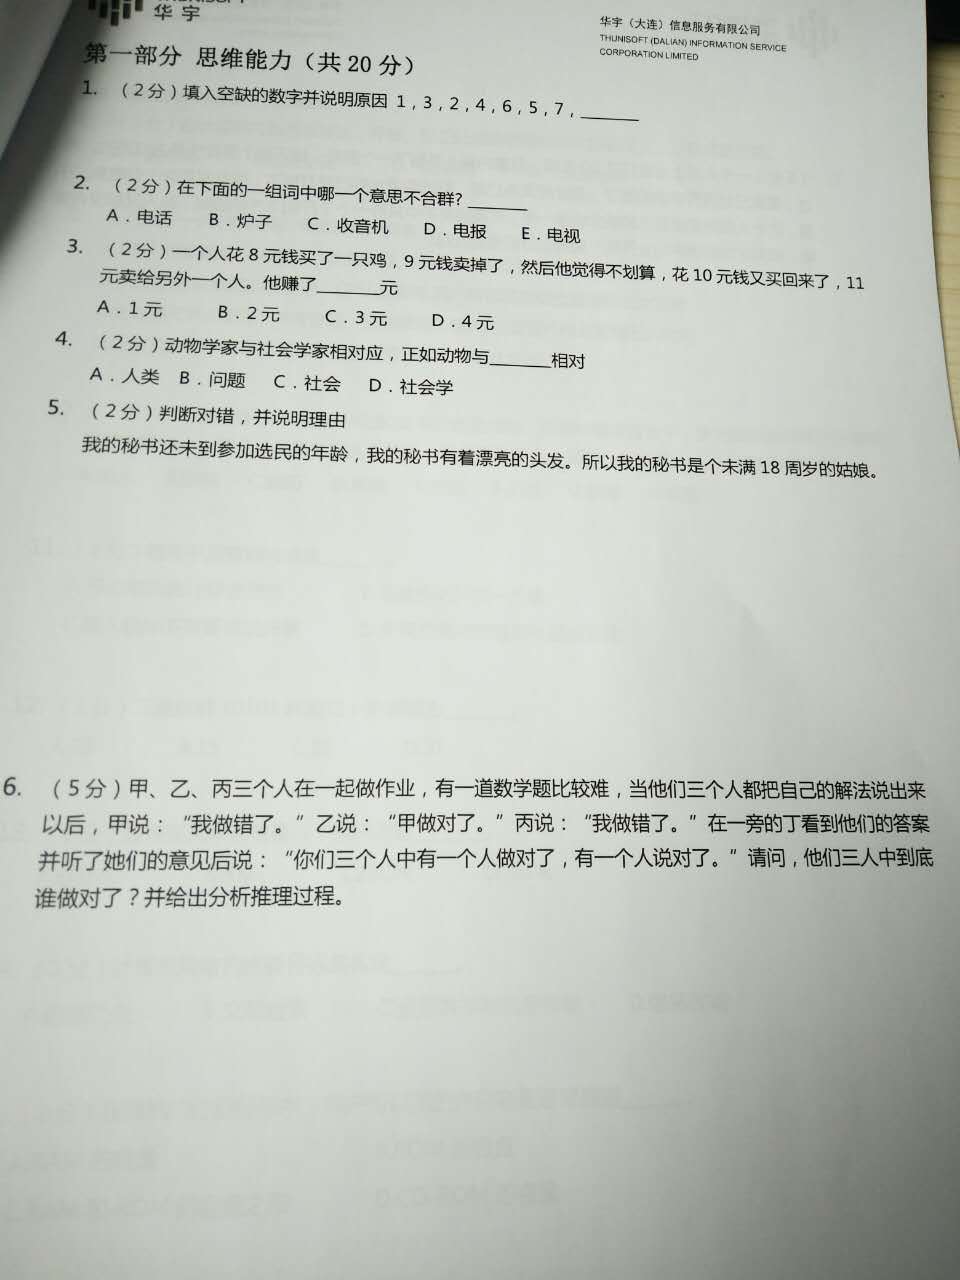 华宇
华宇（大连）信息服务有限公司
THUNISOFT (DALIAN) INFORMATION SERVICE
CORPORATION LIMITED
第一部分 思维能力（共 20 分）
1. （2分）填入空缺的数字并说明原因 1，3，2，4，6，5，7，______
2. （2分）在下面的一组词中哪一个意思不合群? ______
A．电话 B．炉子 C．收音机 D．电报 E．电视
3. （2分）一个人花 8 元钱买了一只鸡，9 元钱卖掉了，然后他觉得不划算，花 10 元钱又买回来了，11
元卖给另外一个人。他赚了______元
A．1元 B．2元 C．3元 D．4元
4. （2分）动物学家与社会学家相对应，正如动物与______相对
A．人类 B．问题 C．社会 D．社会学
5. （2分）判断对错，并说明理由
我的秘书还未到参加选民的年龄，我的秘书有着漂亮的头发。所以我的秘书是个未满 18 周岁的姑娘。
6. （5分）甲、乙、丙三个人在一起做作业，有一道数学题比较难，当他们三个人都把自己的解法说出来
以后，甲说：“我做错了。”乙说：“甲做对了。”丙说：“我做错了。”在一旁的丁看到他们的答案
并听了她们的意见后说：“你们三个人中有一个人做对了，有一个人说对了。”请问，他们三人中到底
谁做对了？并给出分析推理过程。